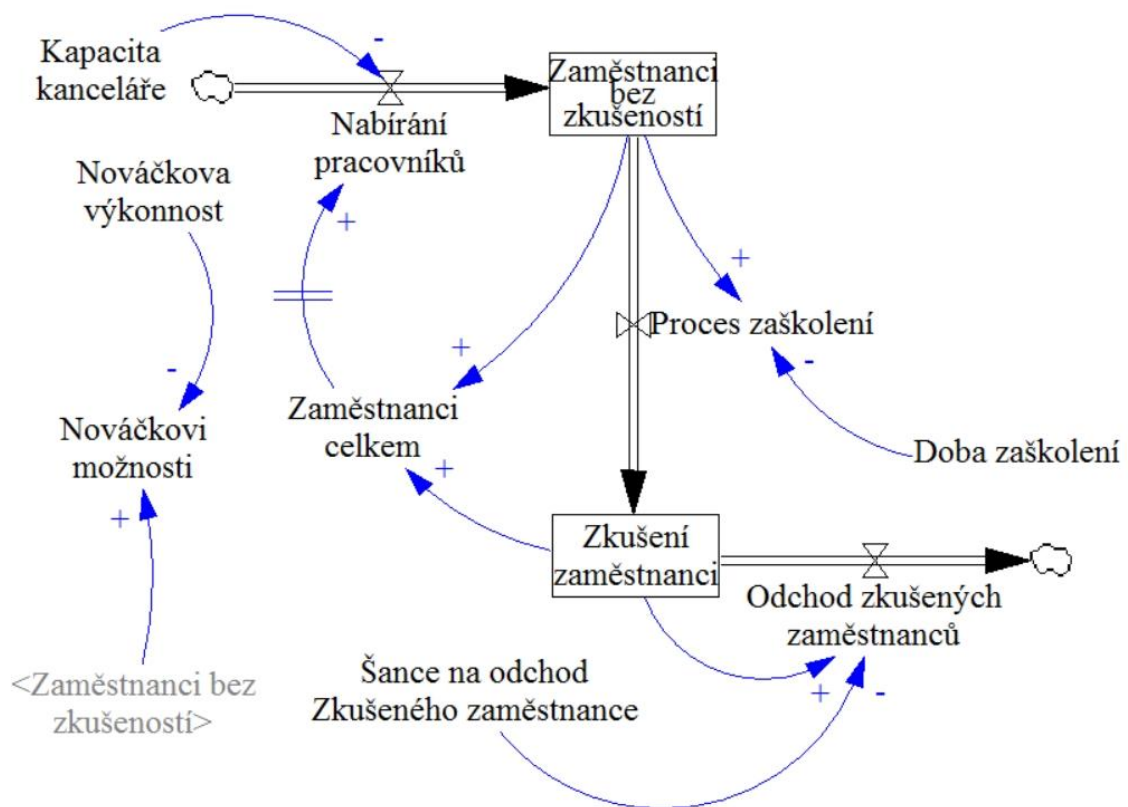 Kapacita
kanceláře
-
Nabírání
pracovníků
Zaměstnanci
bez
zkušeností
Nováčkova
výkonnost
+
+
Proces zaškolení
-
-
+
Nováčkovi
možnosti
Zaměstnanci
celkem
+
Doba zaškolení
+
Zkušení
zaměstnanci
Odchod zkušených
zaměstnanců
<Zaměstnanci bez
zkušeností>
Šance na odchod
Zkušeného zaměstnance
+
-